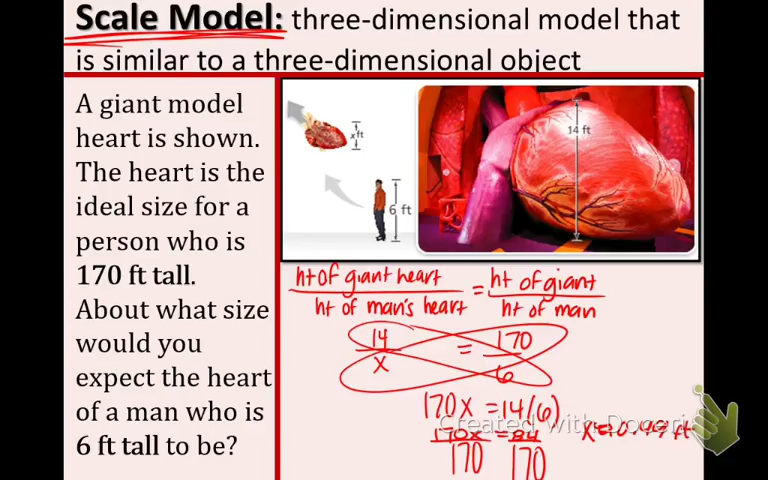 Scale Model: three-dimensional model that
is similar to a three-dimensional object
A giant model
heart is shown.
The heart is the
ideal size for a
person who is
170 ft tall.
About what size
would you
expect the heart
of a man who is
6 ft tall to be?
x ft
6 ft
14 ft
ht of giant heart = ht of giant
ht of man's heart ht of man
14 = 170
x 6
170x = 14(6)
170x = 84
170 170
x = 0.49 ft
Created with Doceri